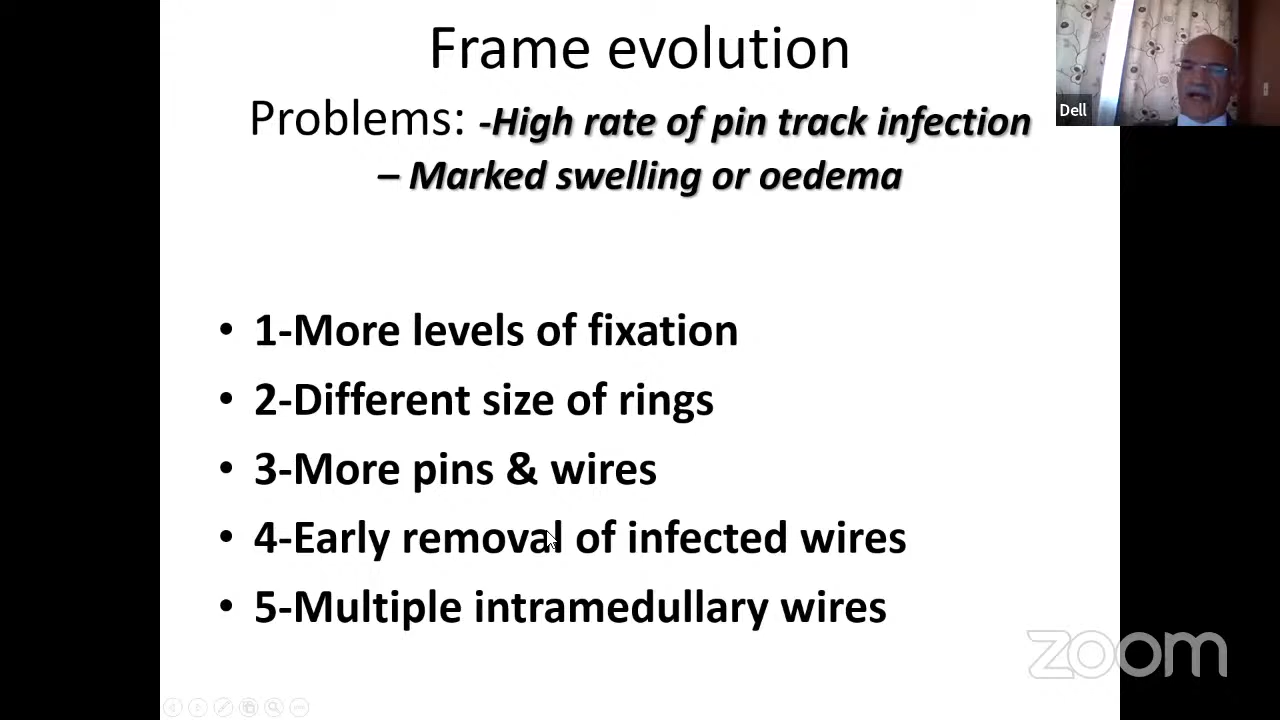 Frame evolution
Problems: -High rate of pin track infection
– Marked swelling or oedema
• 1-More levels of fixation
• 2-Different size of rings
• 3-More pins & wires
• 4-Early removal of infected wires
• 5-Multiple intramedullary wires
Dell
zoom